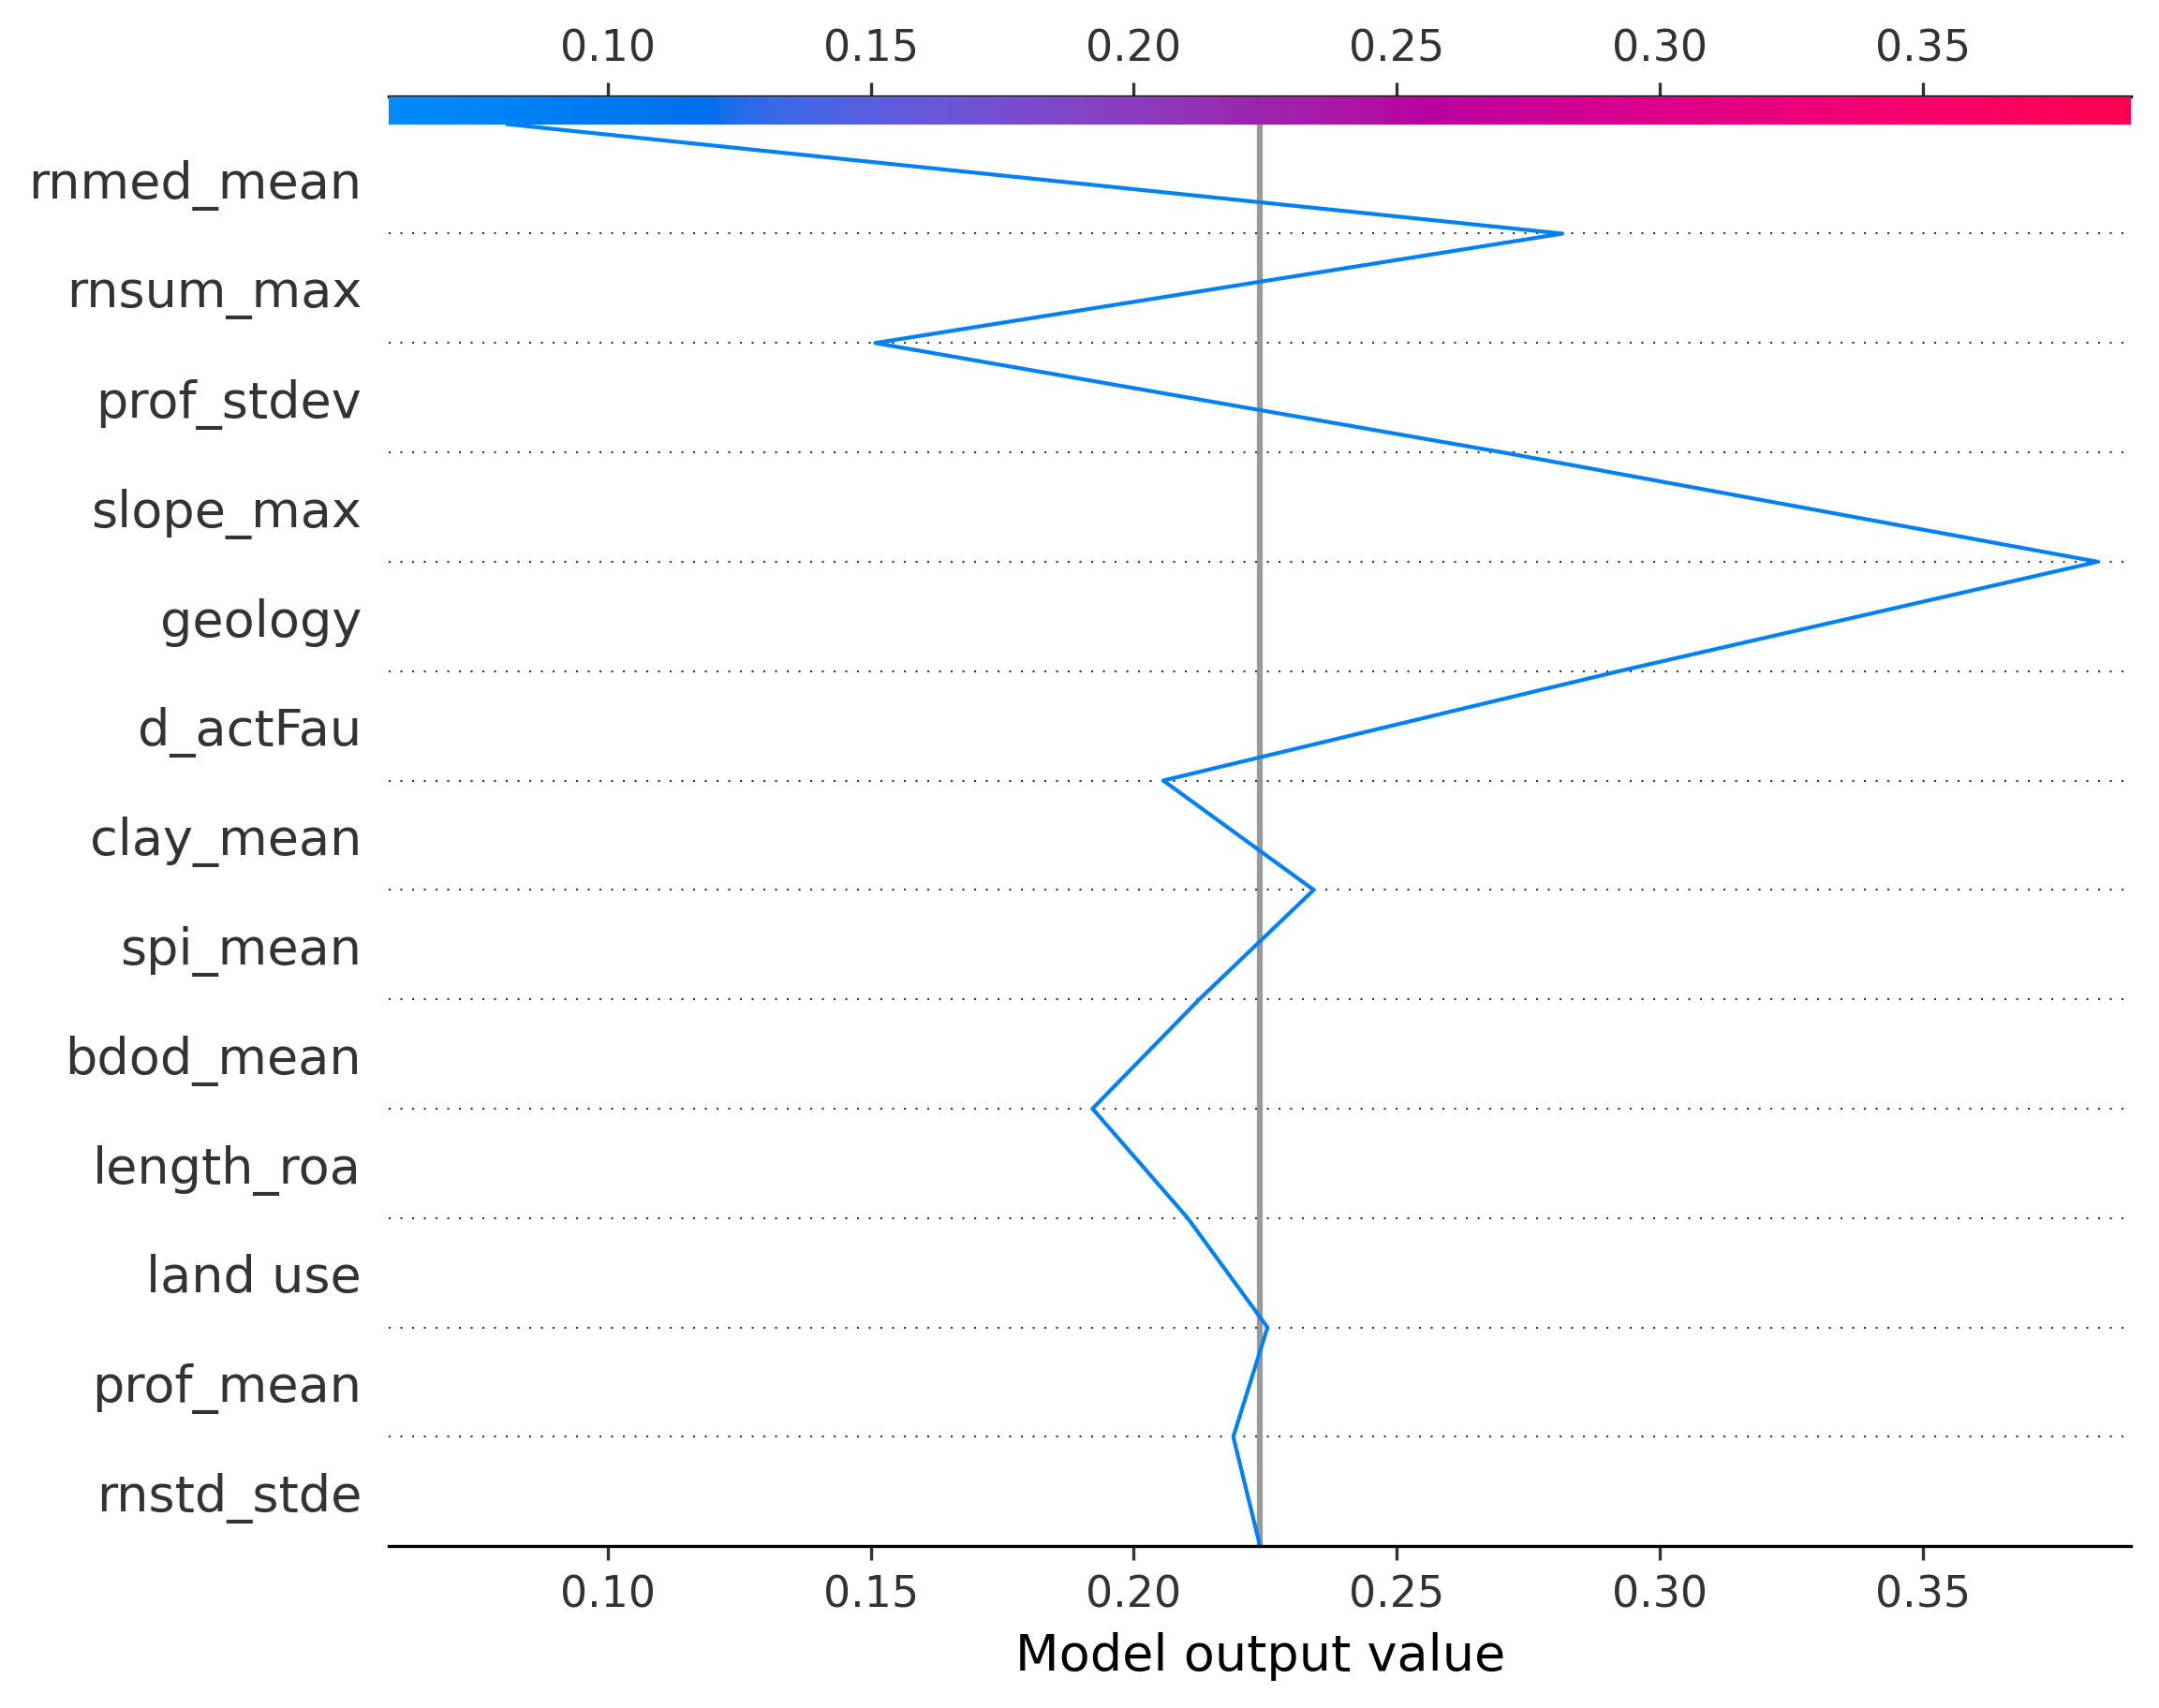 0.10 0.15 0.20 0.25 0.30 0.35
rnmed_mean
rnsum_max
prof_stdev
slope_max
geology
d_actFau
clay_mean
spi_mean
bdod_mean
length_roa
land use
prof_mean
rnstd_stde
0.10 0.15 0.20 0.25 0.30 0.35
Model output value